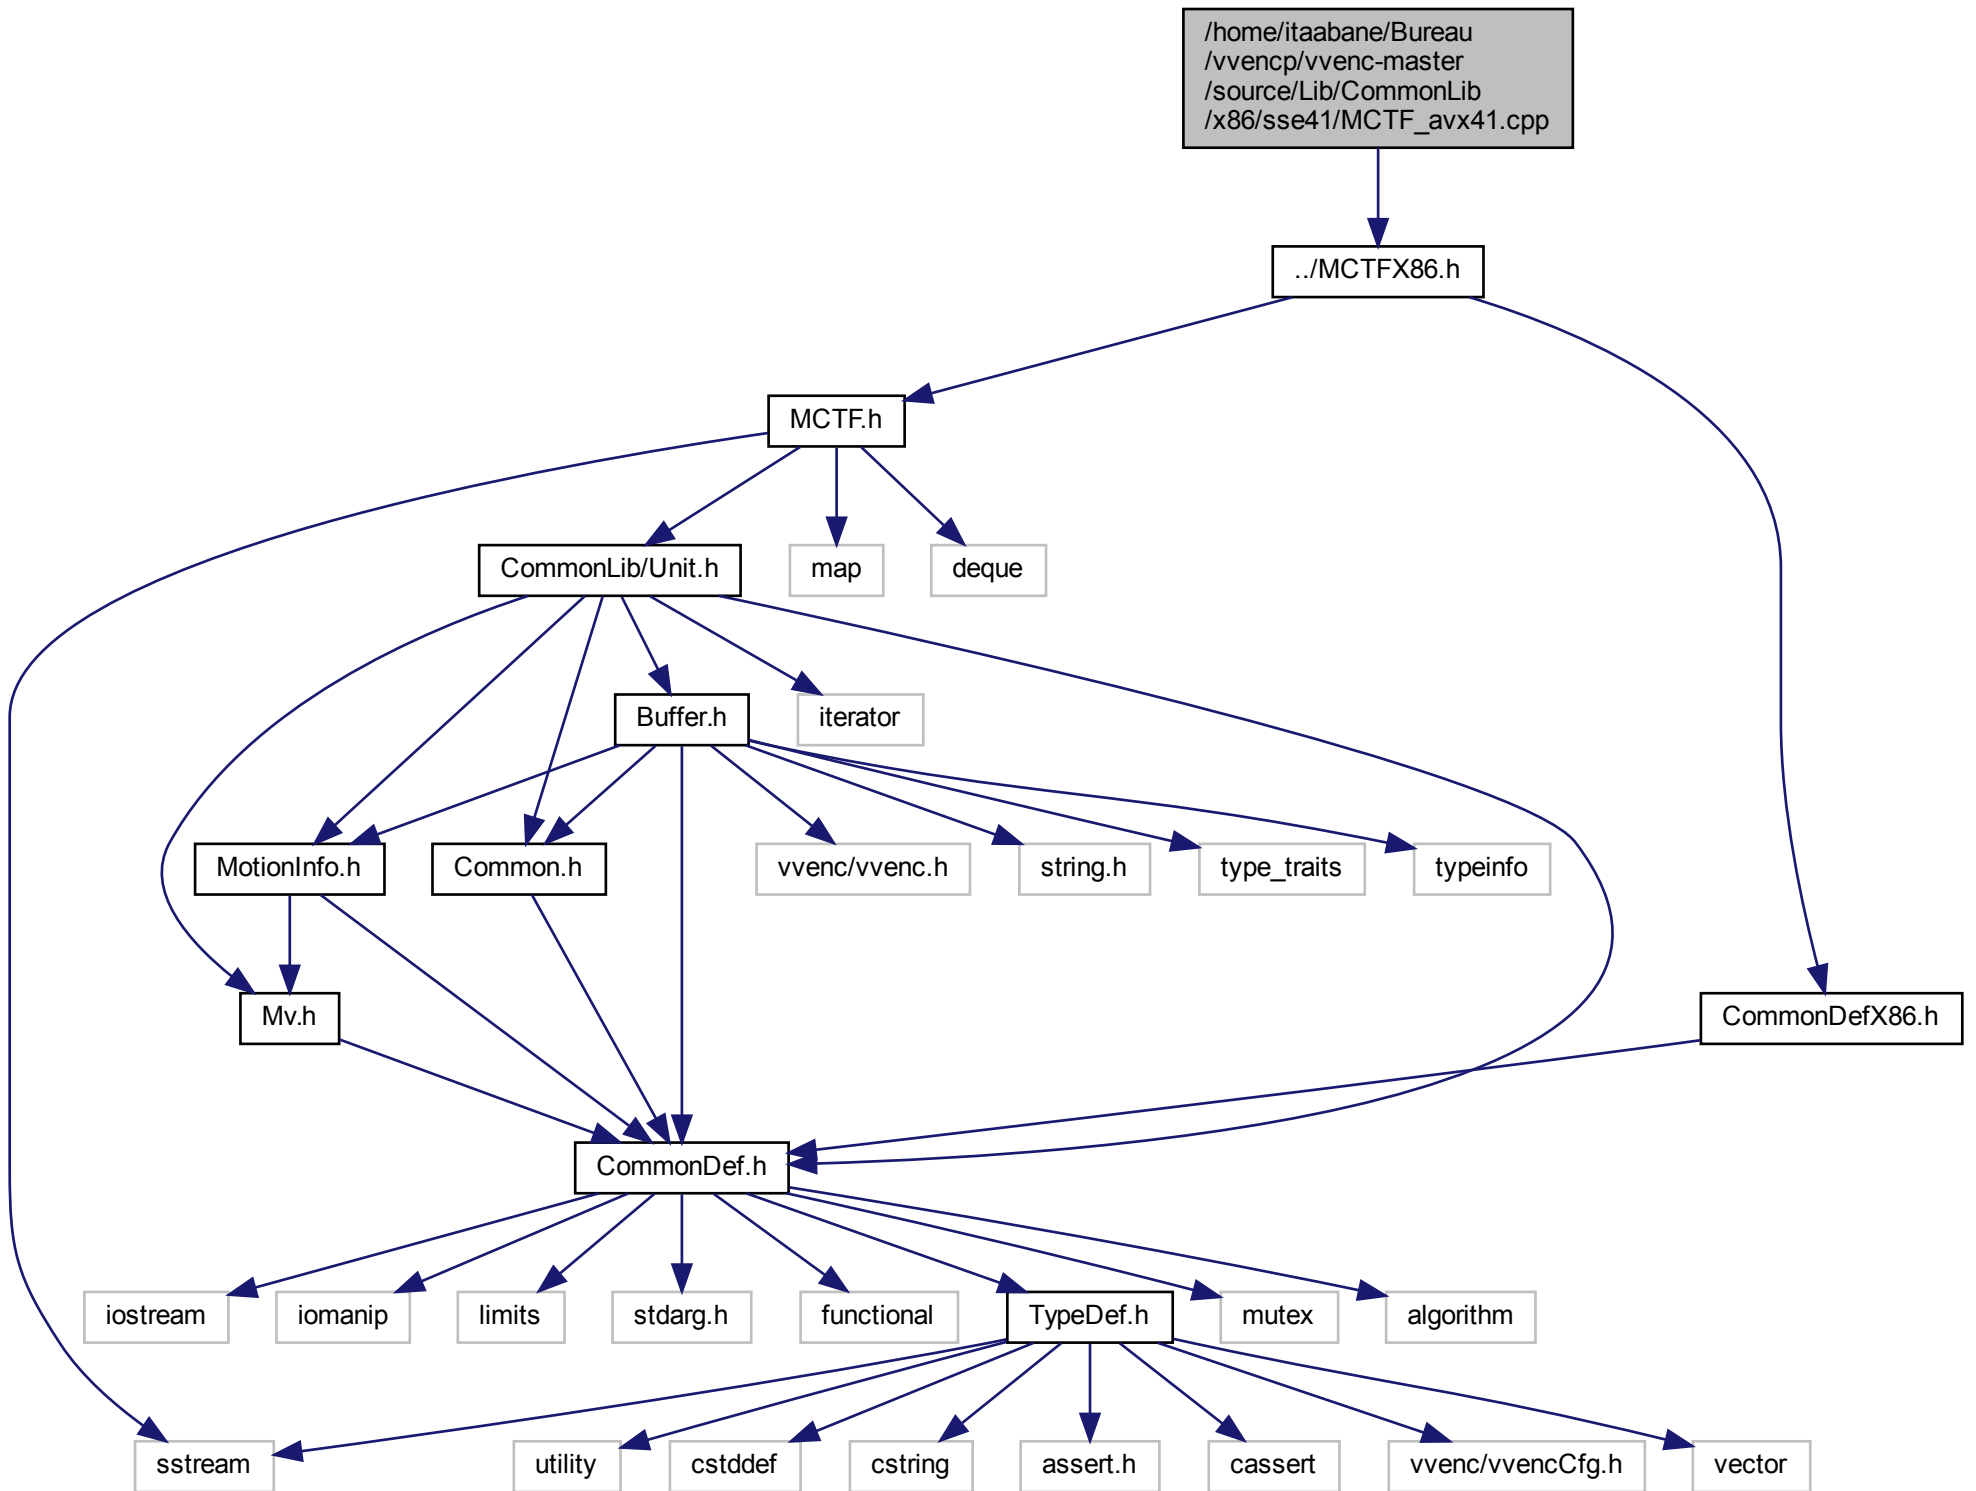 /home/itaabane/Bureau
/vvencp/vvenc-master
/source/Lib/CommonLib
/x86/sse41/MCTF_avx41.cpp
../MCTFX86.h
MCTF.h
CommonLib/Unit.h
map
deque
Buffer.h
iterator
MotionInfo.h
Common.h
vvenc/vvenc.h
string.h
type_traits
typeinfo
Mv.h
CommonDefX86.h
CommonDef.h
iostream
iomanip
limits
stdarg.h
functional
TypeDef.h
mutex
algorithm
sstream
utility
cstddef
cstring
assert.h
cassert
vvenc/vvencCfg.h
vector